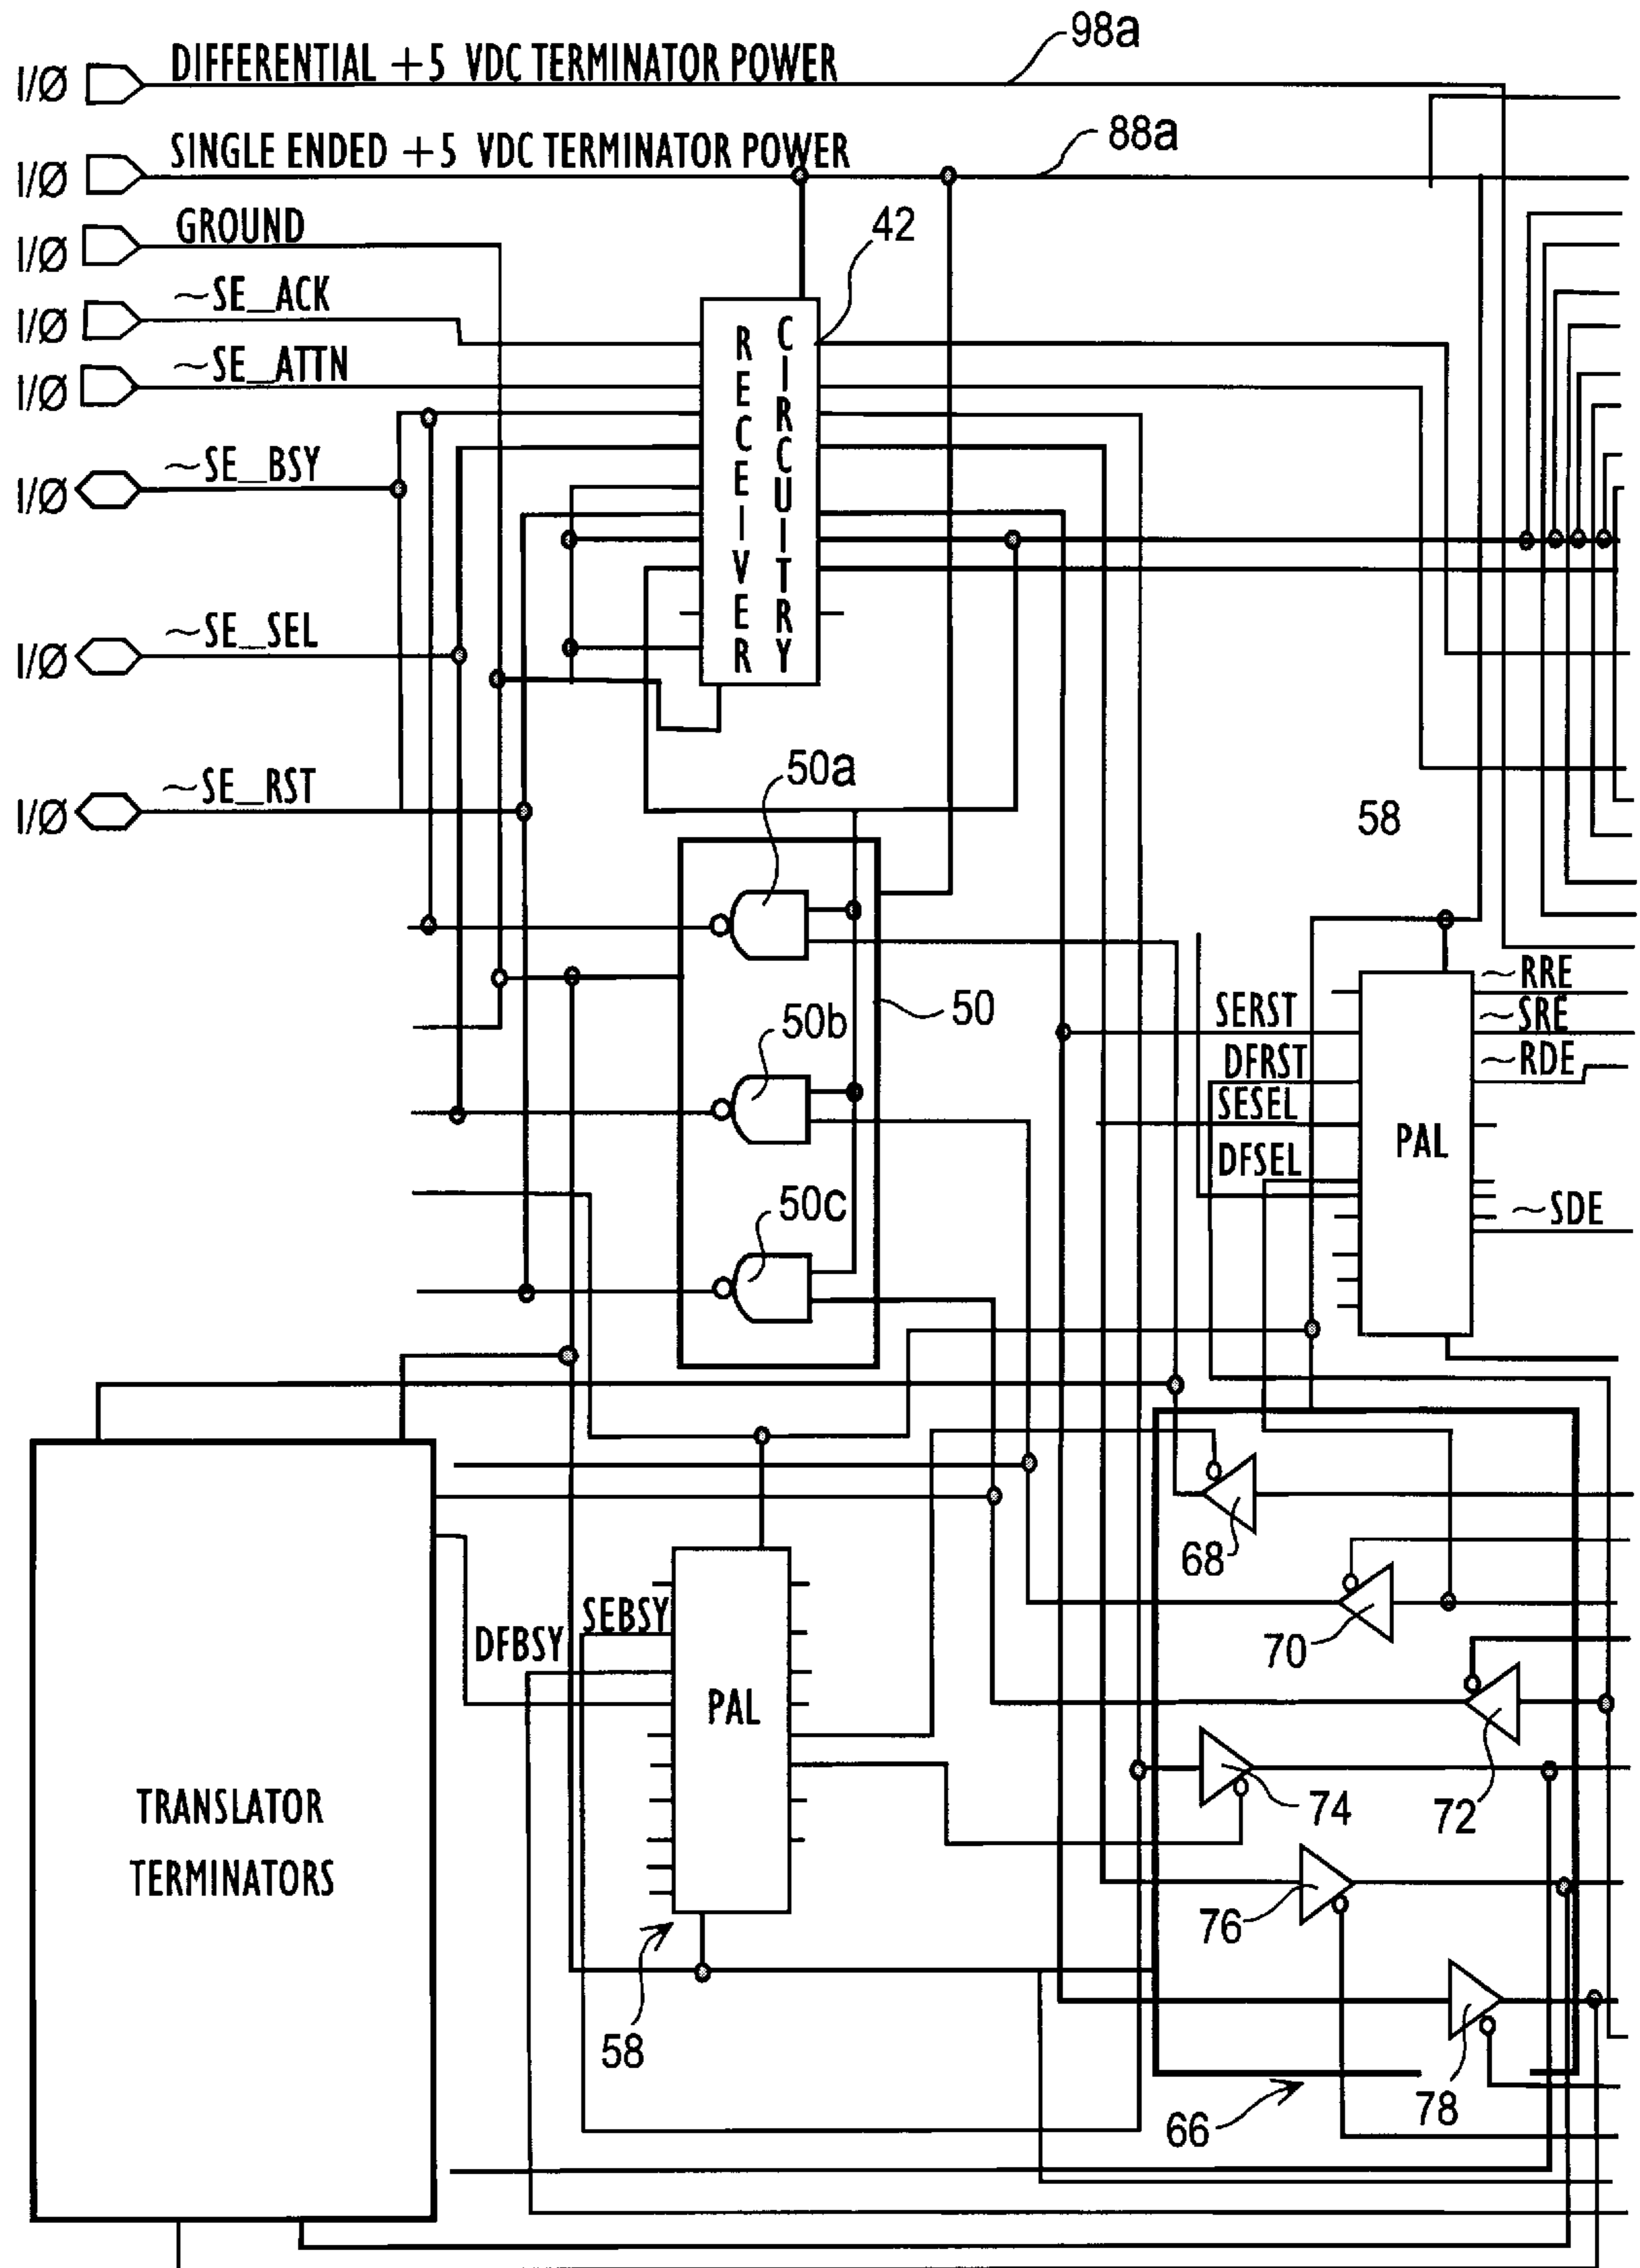 98a
I/Ø DIFFERENTIAL +5 VDC TERMINATOR POWER
88a
I/Ø SINGLE ENDED +5 VDC TERMINATOR POWER
I/Ø GROUND
42
I/Ø ~SE_ACK
I/Ø ~SE_ATTN
I/Ø ~SE_BSY
I/Ø ~SE_SEL
I/Ø ~SE_RST
RECEIVER
CIRCUITRY
50a
58
50
50b
50c
~RRE
SERST
~SRE
DFRST
~RDE
SESEL
PAL
DFSEL
~SDE
68
70
SEBSY
DFBSY
PAL
72
74
TRANSLATOR
TERMINATORS
76
58
78
66